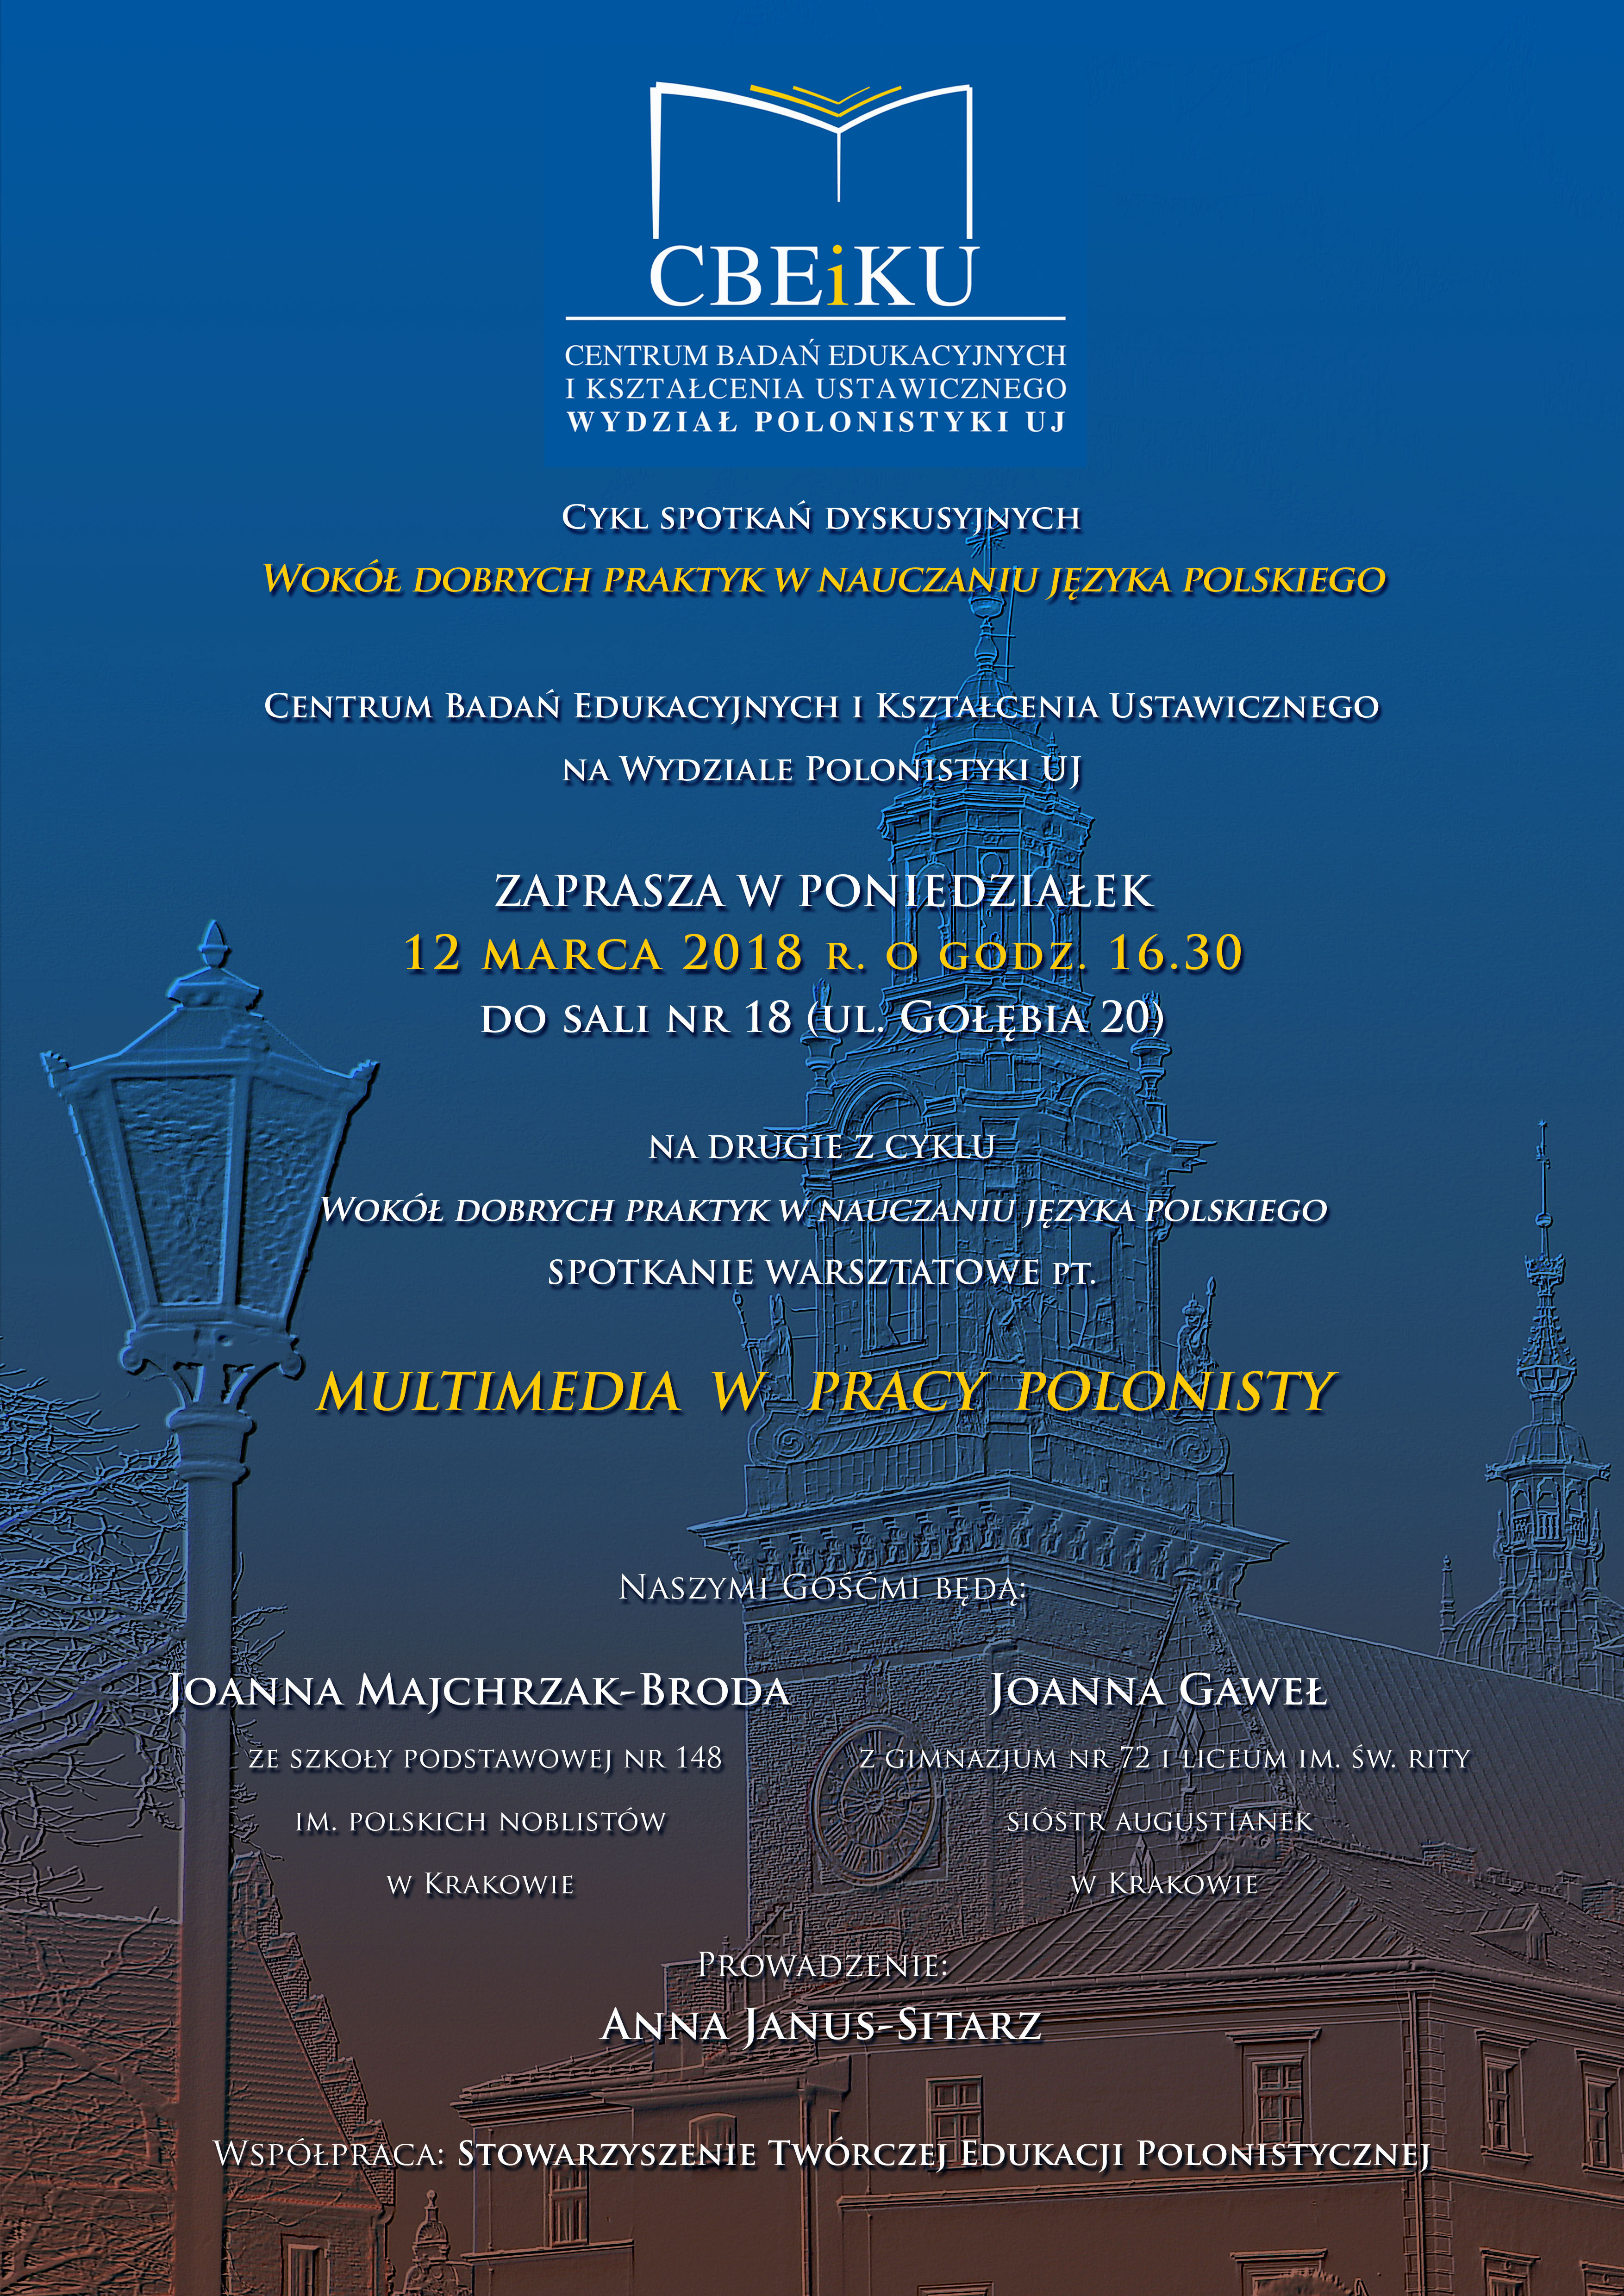 CBEiKU
CENTRUM BADAŃ EDUKACYJNYCH
I KSZTAŁCENIA USTAWICZNEGO
WYDZIAŁ POLONISTYKI UJ
Cykl spotkań dyskusyjnych
Wokół dobrych praktyk w nauczaniu języka polskiego
Centrum Badań Edukacyjnych i Kształcenia Ustawicznego
na Wydziale Polonistyki UJ
ZAPRASZA W PONIEDZIAŁEK
12 marca 2018 r. o godz. 16.30
do sali nr 18 (ul. Gołębia 20)
na drugie z cyklu
Wokół dobrych praktyk w nauczaniu języka polskiego
SPOTKANIE WARSZTATOWE pt.
MULTIMEDIA W PRACY POLONISTY
Naszymi Gośćmi będą:
Joanna Majchrzak-Broda
ze szkoły podstawowej nr 148
im. polskich noblistów
w Krakowie
Joanna Gaweł
z gimnazjum nr 72 i liceum im. św. rity
sióstr augustianek
w Krakowie
Prowadzenie:
Anna Janus-Sitarz
Współpraca: Stowarzyszenie Twórczej Edukacji Polonistycznej